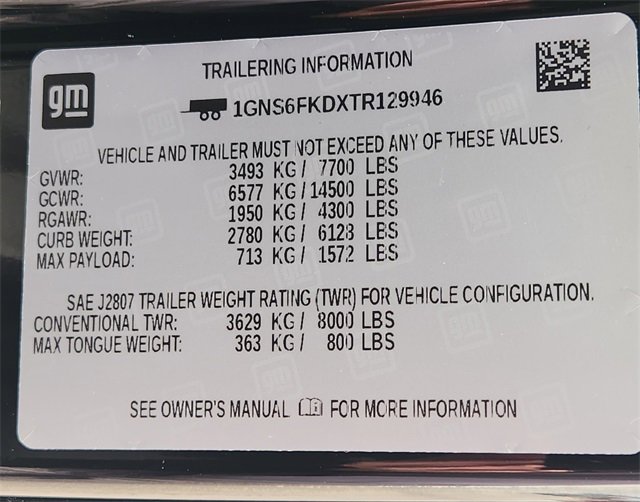 gm
TRAILERING INFORMATION
1GNS6FKDXTR129946
VEHICLE AND TRAILER MUST NOT EXCEED ANY OF THESE VALUES.
GVWR: 3493 KG / 7700 LBS
GCWR: 6577 KG / 14500 LBS
RGAWR: 1950 KG / 4300 LBS
CURB WEIGHT: 2780 KG / 6128 LBS
MAX PAYLOAD: 713 KG / 1572 LBS
SAE J2807 TRAILER WEIGHT RATING (TWR) FOR VEHICLE CONFIGURATION.
CONVENTIONAL TWR: 3629 KG / 8000 LBS
MAX TONGUE WEIGHT: 363 KG / 800 LBS
SEE OWNER'S MANUAL FOR MORE INFORMATION